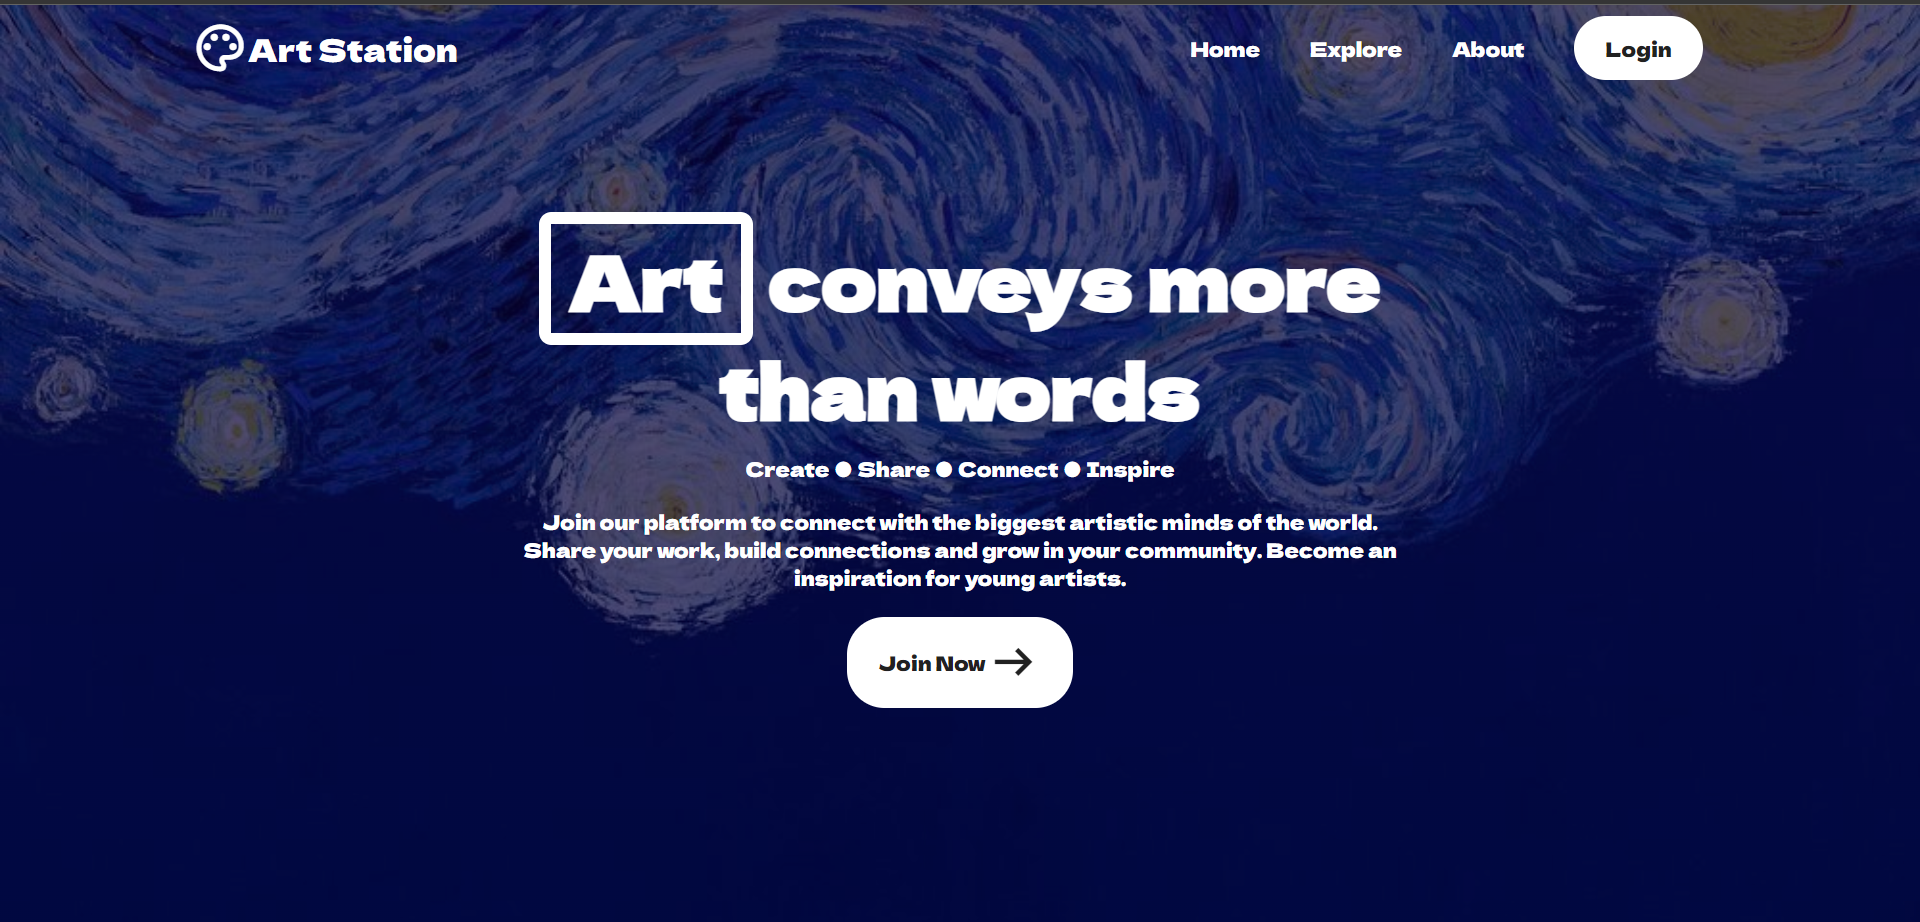 Art Station
Home Explore About Login
Art conveys more
than words
Create ● Share ● Connect ● Inspire
Join our platform to connect with the biggest artistic minds of the world.
Share your work, build connections and grow in your community. Become an
inspiration for young artists.
Join Now →